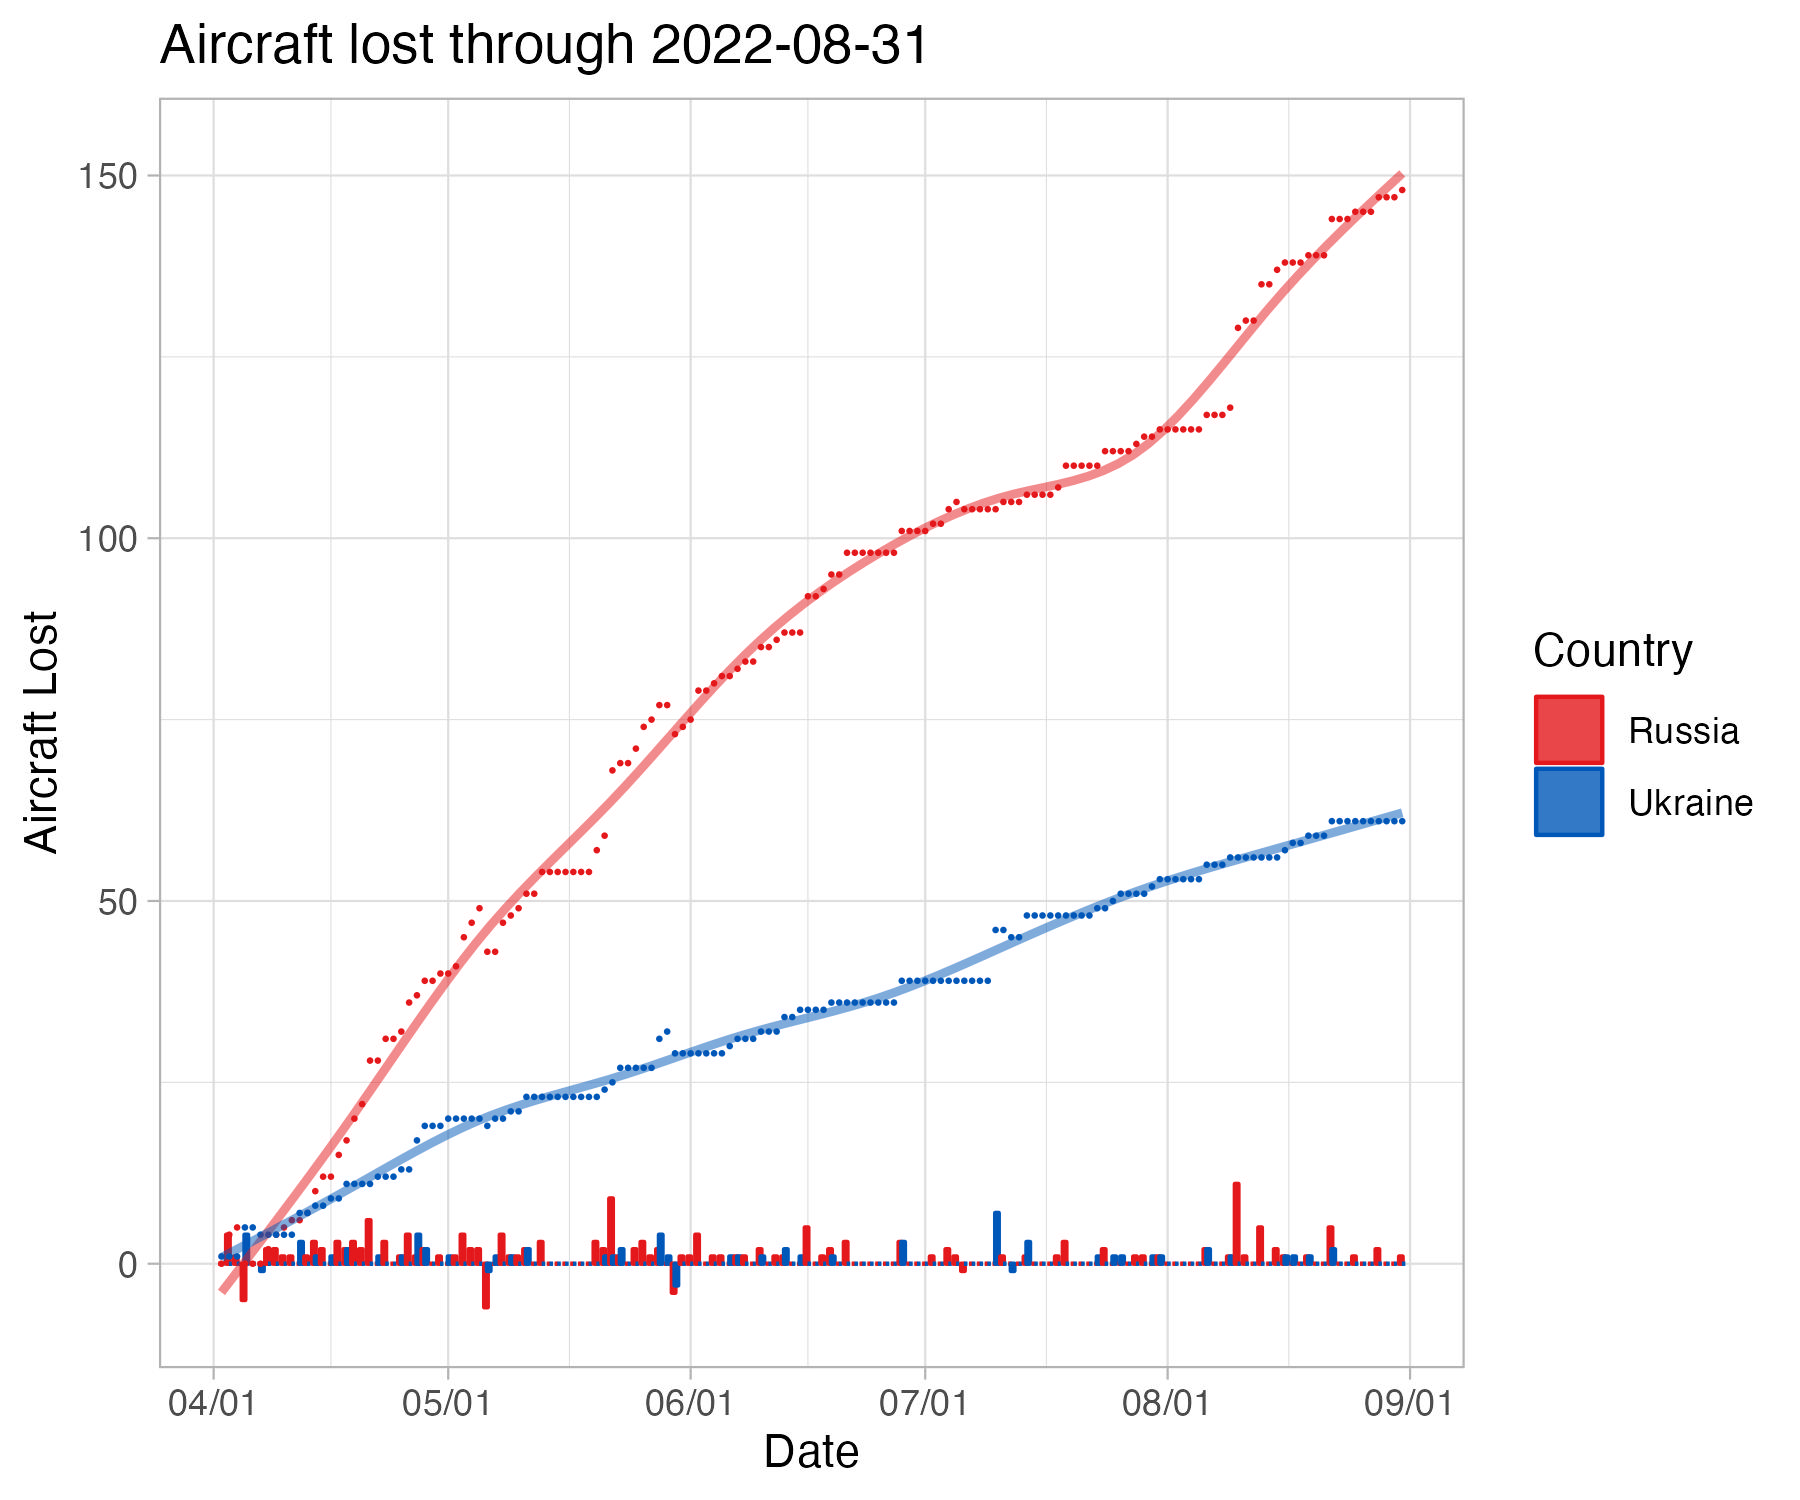 Aircraft lost through 2022-08-31
Aircraft Lost
150
100
50
0
04/01 05/01 06/01 07/01 08/01 09/01
Date
Country
Russia
Ukraine